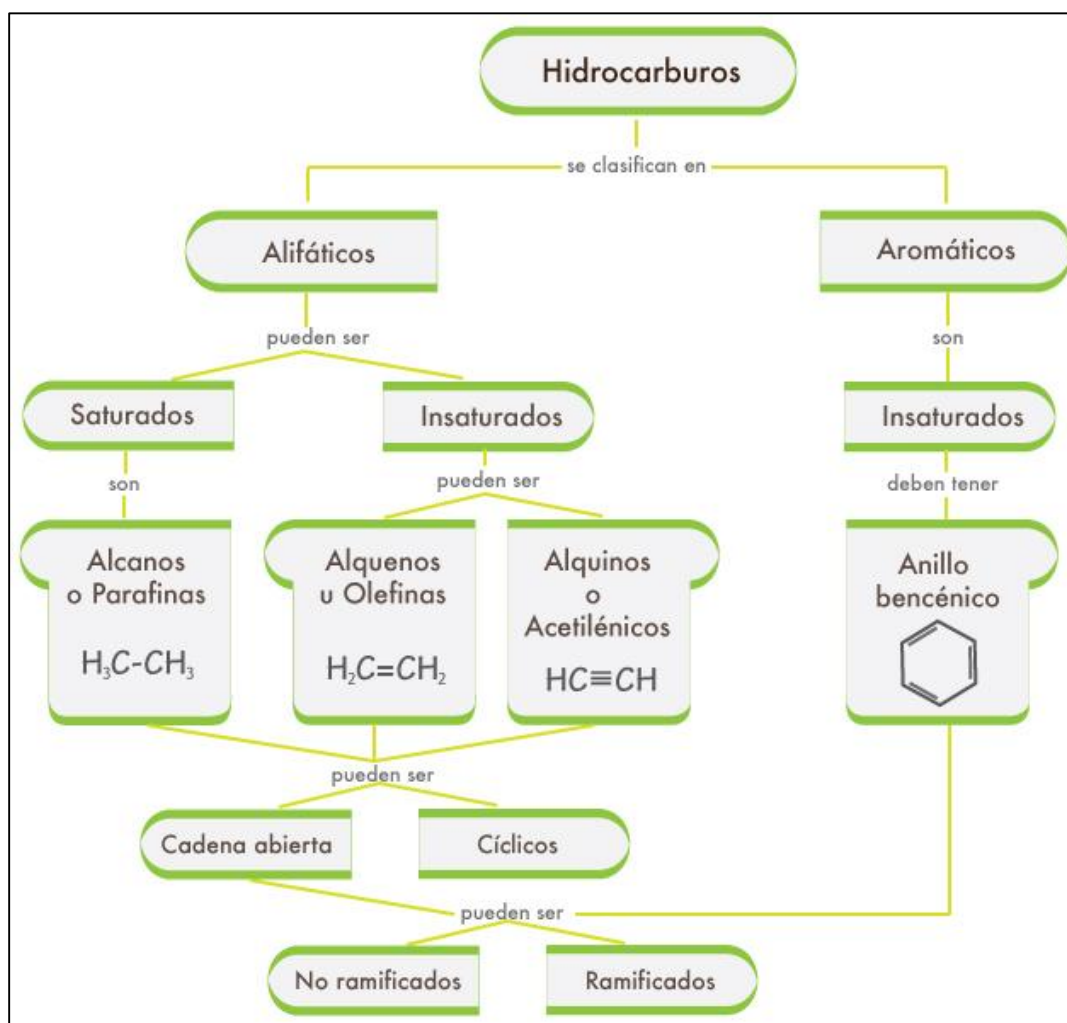 Hidrocarburos
se clasifican en
Alifáticos
Aromáticos
pueden ser
son
Saturados
Insaturados
Insaturados
son
pueden ser
deben tener
Alcanos
o Parafinas
H₃C-CH₃
Alquenos
u Olefinas
H₂C=CH₂
Alquinos
o
Acetilénicos
HC≡CH
Anillo
bencénico
pueden ser
Cadena abierta
Cíclicos
pueden ser
No ramificados
Ramificados